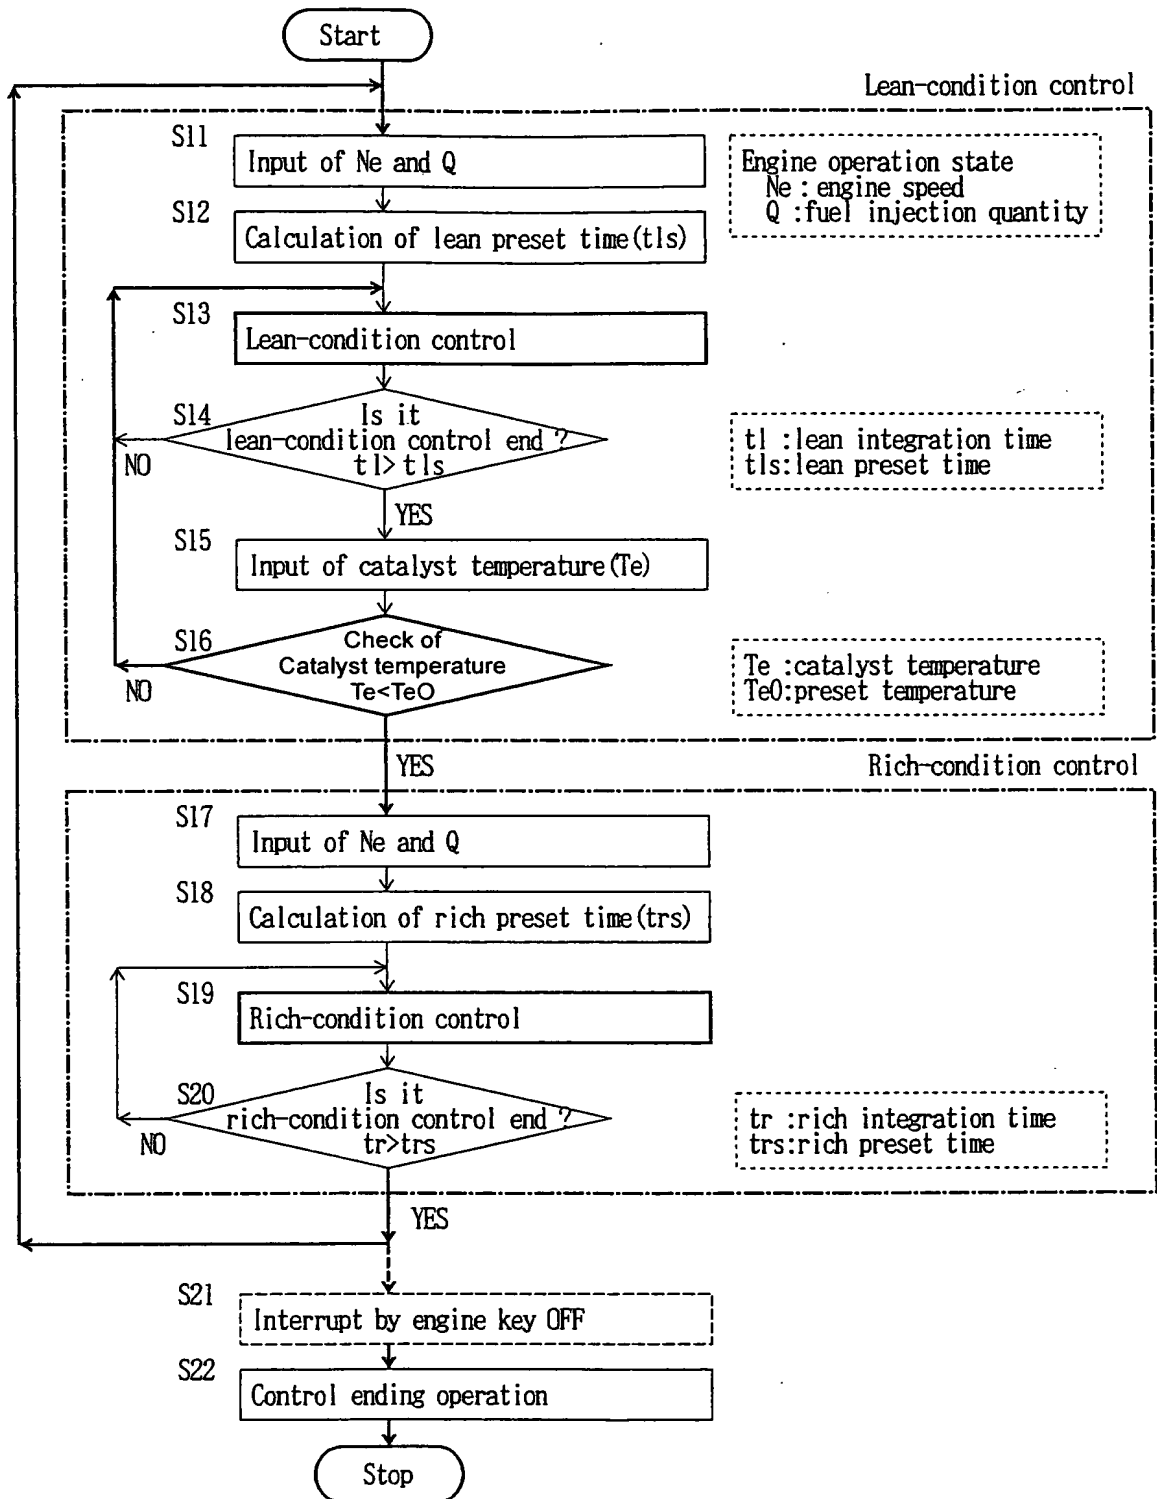 Start
Lean-condition control
S11
Input of Ne and Q
Engine operation state
Ne : engine speed
Q :fuel injection quantity
S12
Calculation of lean preset time(tls)
S13
Lean-condition control
S14
Is it
lean-condition control end ?
tl> tls
NO
YES
tl :lean integration time
tls:lean preset time
S15
Input of catalyst temperature(Te)
S16
Check of
Catalyst temperature
Te<TeO
NO
YES
Te :catalyst temperature
Te0:preset temperature
Rich-condition control
S17
Input of Ne and Q
S18
Calculation of rich preset time(trs)
S19
Rich-condition control
S20
Is it
rich-condition control end ?
tr>trs
NO
YES
tr :rich integration time
trs:rich preset time
S21
Interrupt by engine key OFF
S22
Control ending operation
Stop